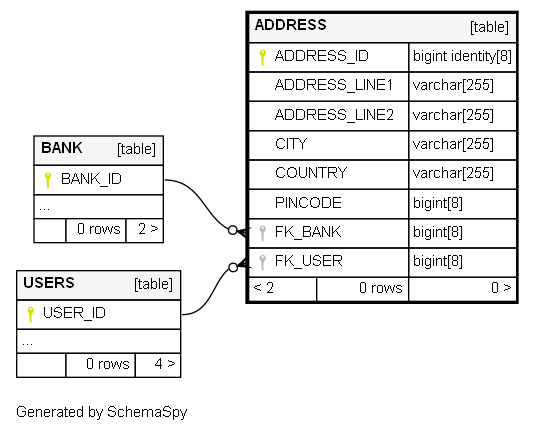 ADDRESS [table]
ADDRESS_ID bigint identity[8]
ADDRESS_LINE1 varchar[255]
ADDRESS_LINE2 varchar[255]
CITY varchar[255]
COUNTRY varchar[255]
PINCODE bigint[8]
FK_BANK bigint[8]
FK_USER bigint[8]
< 2 0 rows 0 >
BANK [table]
BANK_ID
...
0 rows 2 >
USERS [table]
USER_ID
...
0 rows 4 >
Generated by SchemaSpy